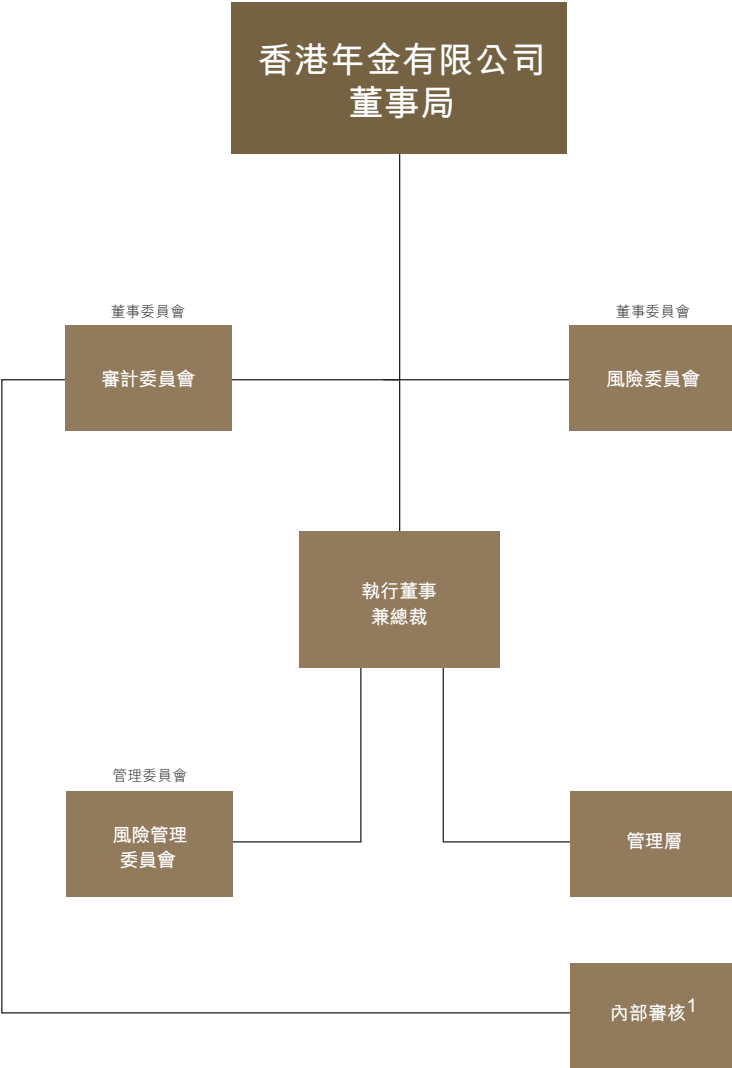 香港年金有限公司
董事局
董事委員會
審計委員會
董事委員會
風險委員會
執行董事
兼總裁
管理委員會
風險管理
委員會
管理層
內部審核1